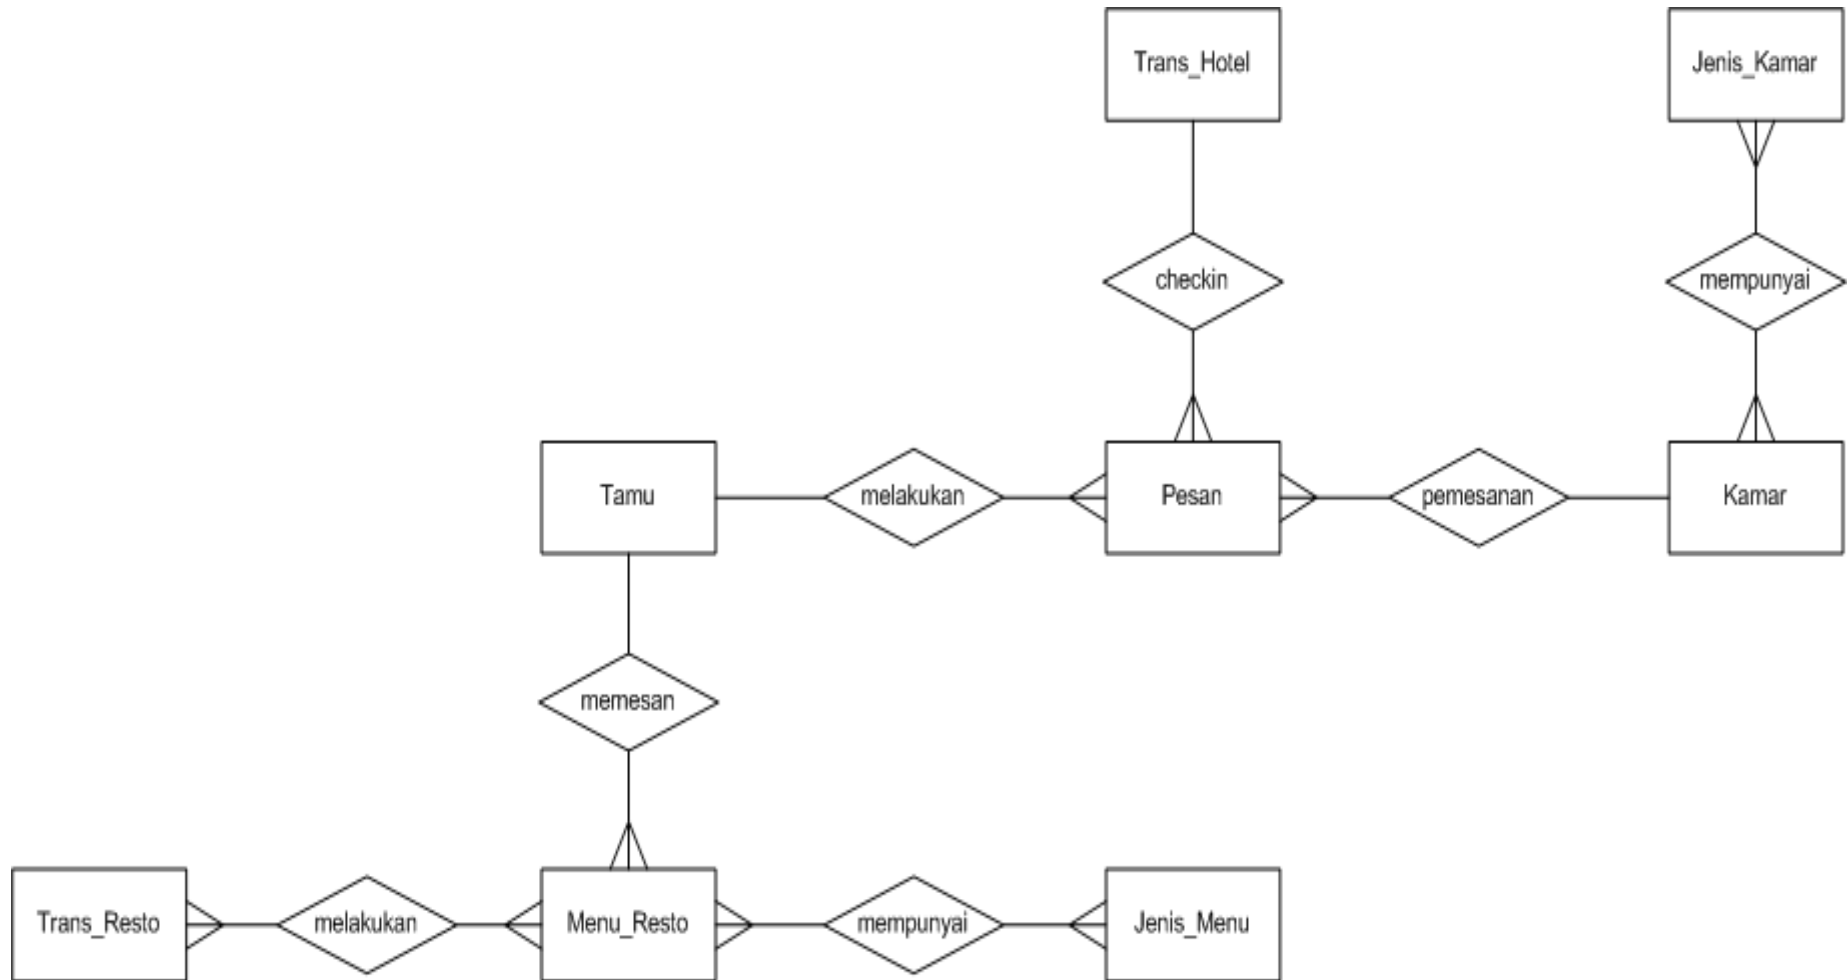 Trans_Hotel
Jenis_Kamar
checkin
mempunyai
Tamu
melakukan
Pesan
pemesanan
Kamar
memesan
Trans_Resto
melakukan
Menu_Resto
mempunyai
Jenis_Menu